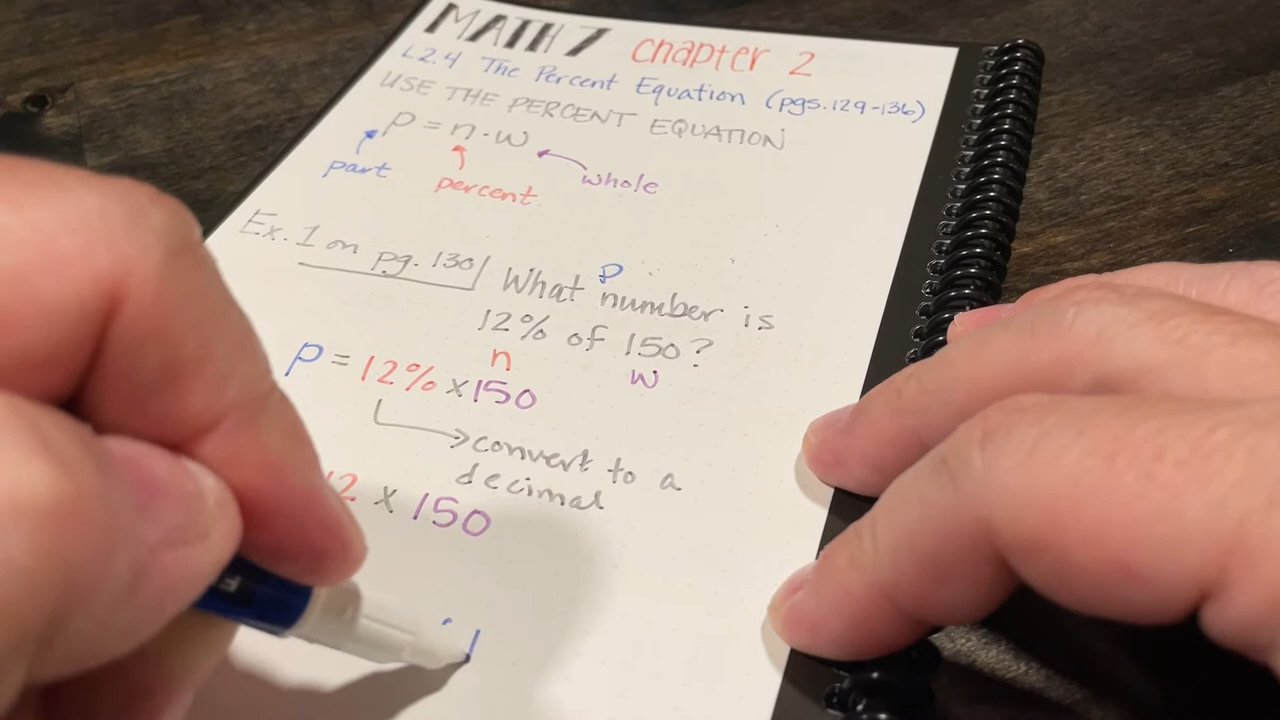 MATH 7 chapter 2
L2.4 The Percent Equation (pgs.129-136)
USE THE PERCENT EQUATION
p = n · w
part percent whole
Ex. 1 on pg. 130 What number is
p
12% of 150?
n w
p = 12% × 150
convert to a
decimal
12 × 150